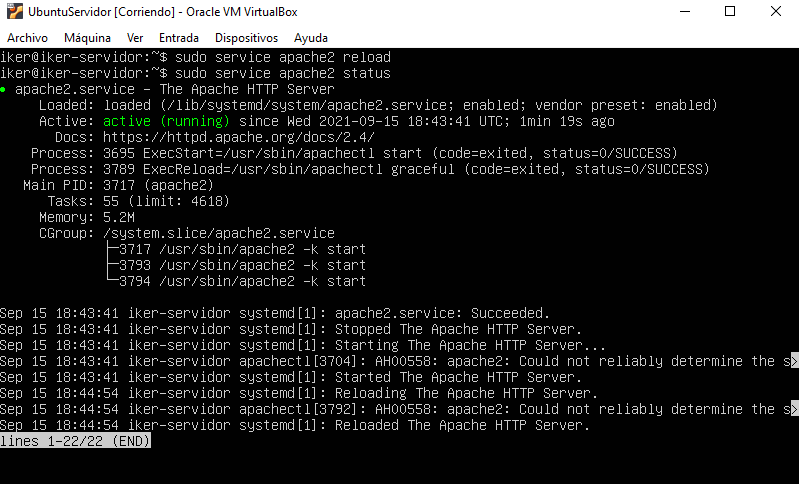 UbuntuServidor [Corriendo] - Oracle VM VirtualBox
Archivo Máquina Ver Entrada Dispositivos Ayuda
iker@iker-servidor:~$ sudo service apache2 reload
iker@iker-servidor:~$ sudo service apache2 status
● apache2.service - The Apache HTTP Server
Loaded: loaded (/lib/systemd/system/apache2.service; enabled; vendor preset: enabled)
Active: active (running) since Wed 2021-09-15 18:43:41 UTC; 1min 19s ago
Docs: https://httpd.apache.org/docs/2.4/
Process: 3695 ExecStart=/usr/sbin/apachectl start (code=exited, status=0/SUCCESS)
Process: 3789 ExecReload=/usr/sbin/apachectl graceful (code=exited, status=0/SUCCESS)
Main PID: 3717 (apache2)
Tasks: 55 (limit: 4618)
Memory: 5.2M
CGroup: /system.slice/apache2.service
├─3717 /usr/sbin/apache2 -k start
├─3793 /usr/sbin/apache2 -k start
└─3794 /usr/sbin/apache2 -k start
Sep 15 18:43:41 iker-servidor systemd[1]: apache2.service: Succeeded.
Sep 15 18:43:41 iker-servidor systemd[1]: Stopped The Apache HTTP Server.
Sep 15 18:43:41 iker-servidor systemd[1]: Starting The Apache HTTP Server...
Sep 15 18:43:41 iker-servidor apachectl[3704]: AH00558: apache2: Could not reliably determine the s>
Sep 15 18:43:41 iker-servidor systemd[1]: Started The Apache HTTP Server.
Sep 15 18:44:54 iker-servidor systemd[1]: Reloading The Apache HTTP Server.
Sep 15 18:44:54 iker-servidor apachectl[3792]: AH00558: apache2: Could not reliably determine the s>
Sep 15 18:44:54 iker-servidor systemd[1]: Reloaded The Apache HTTP Server.
lines 1-22/22 (END)